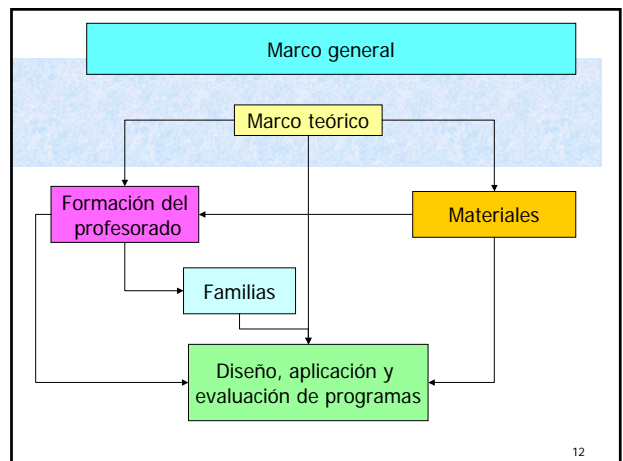 Marco general
Marco teórico
Formación del
profesorado
Materiales
Familias
Diseño, aplicación y
evaluación de programas
12